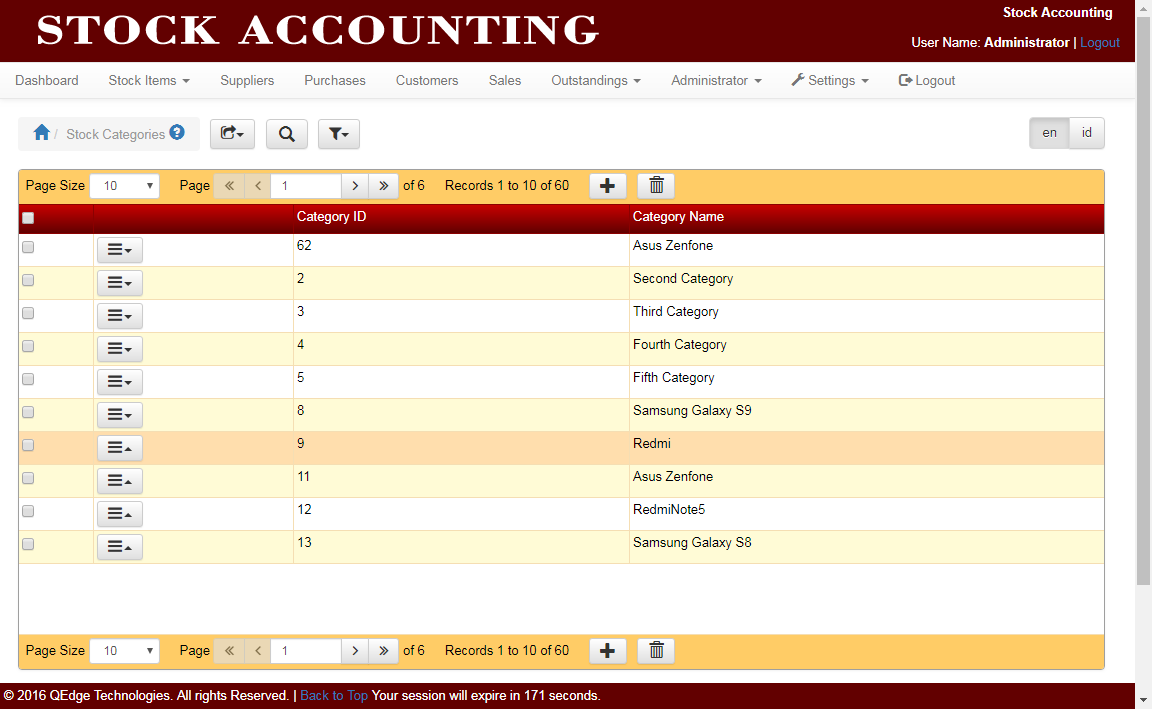 STOCK ACCOUNTING
Stock Accounting
User Name: Administrator | Logout
Dashboard Stock Items Suppliers Purchases Customers Sales Outstandings Administrator Settings Logout
/ Stock Categories ?
en id
Page Size 10 Page « ‹ 1 › » of 6 Records 1 to 10 of 60
Category ID Category Name
62 Asus Zenfone
2 Second Category
3 Third Category
4 Fourth Category
5 Fifth Category
8 Samsung Galaxy S9
9 Redmi
11 Asus Zenfone
12 RedmiNote5
13 Samsung Galaxy S8
Page Size 10 Page « ‹ 1 › » of 6 Records 1 to 10 of 60
© 2016 QEdge Technologies. All rights Reserved. | Back to Top Your session will expire in 171 seconds.